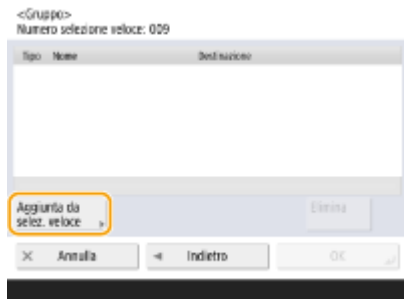 <Gruppo>
Numero selezione veloce: 009
Tipo Nome Destinazione
Aggiunta da
selez. veloce
Elimina
Annulla
Indietro
OK